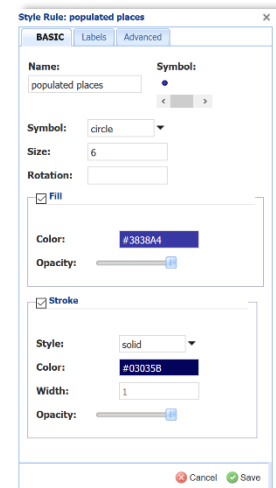 Style Rule: populated places
BASIC Labels Advanced
Name: Symbol:
populated places
Symbol: circle
Size: 6
Rotation:
Fill
Color: #3838A4
Opacity:
Stroke
Style: solid
Color: #03035B
Width: 1
Opacity:
Cancel Save